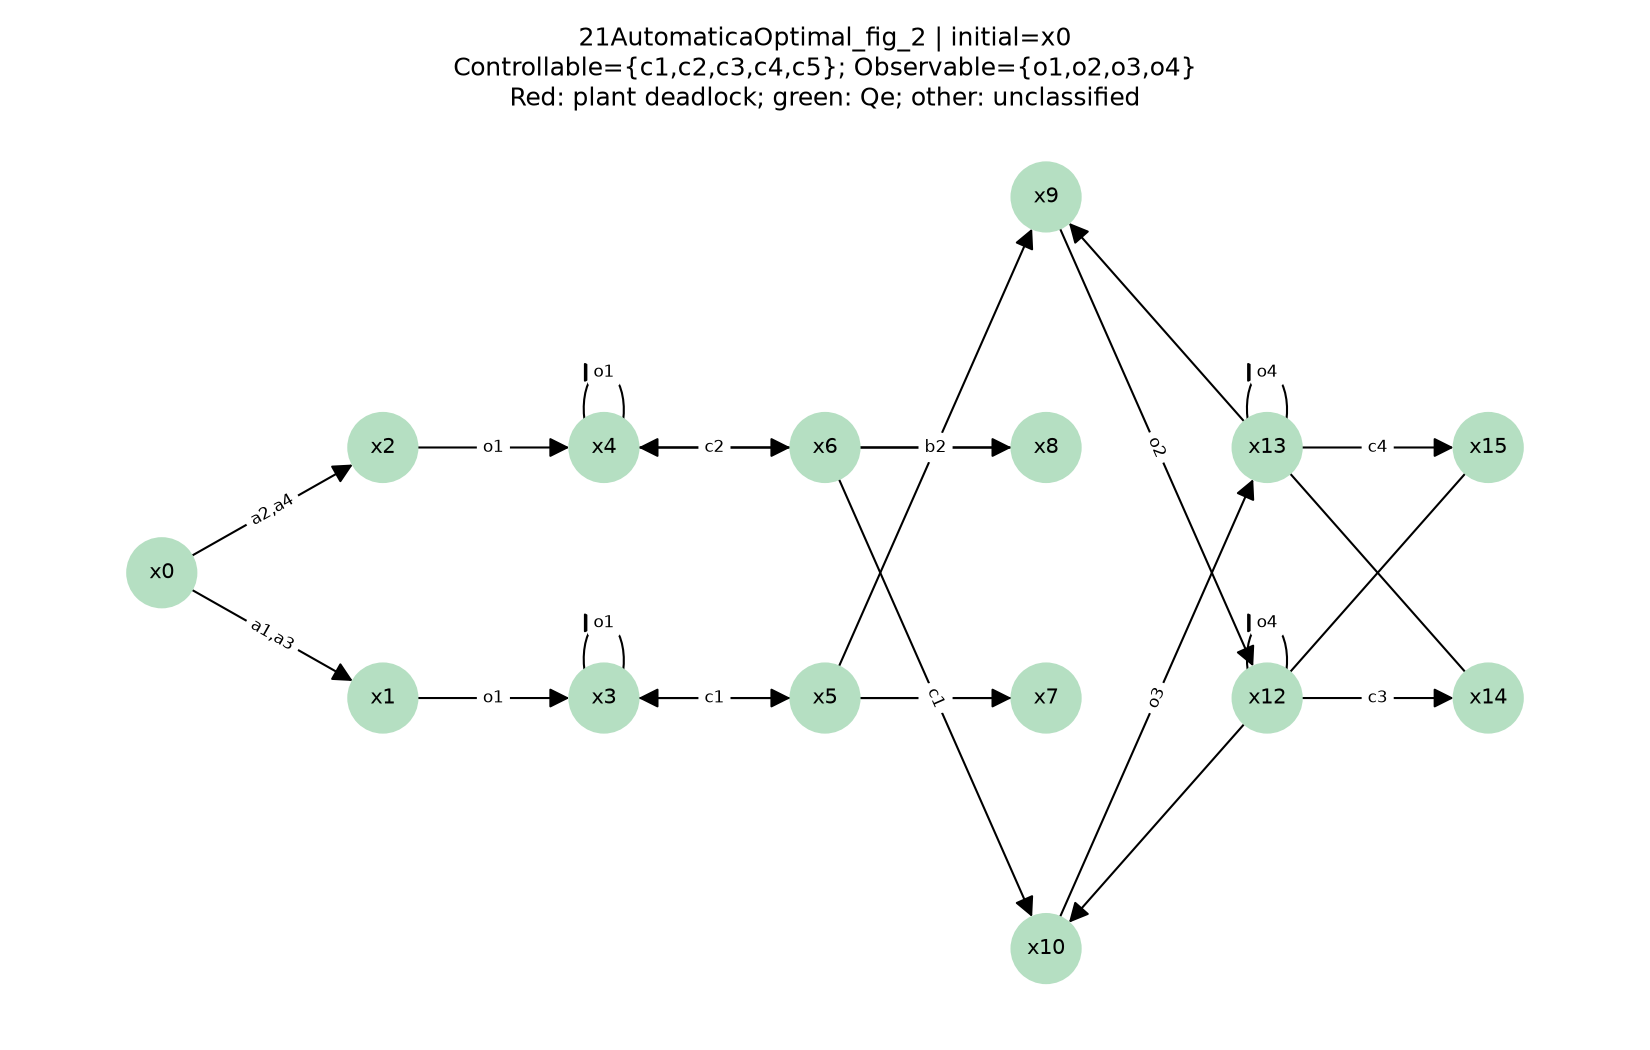 21AutomaticaOptimal_fig_2 | initial=x0
Controllable={c1,c2,c3,c4,c5}; Observable={o1,o2,o3,o4}
Red: plant deadlock; green: Qe; other: unclassified
x9
o1
o4
x2
o1
x4
c2
x6
b2
x8
o2
x13
c4
x15
a2,a4
x0
a1,a3
o1
o4
x1
o1
x3
c1
x5
c1
x7
o3
x12
c3
x14
x10